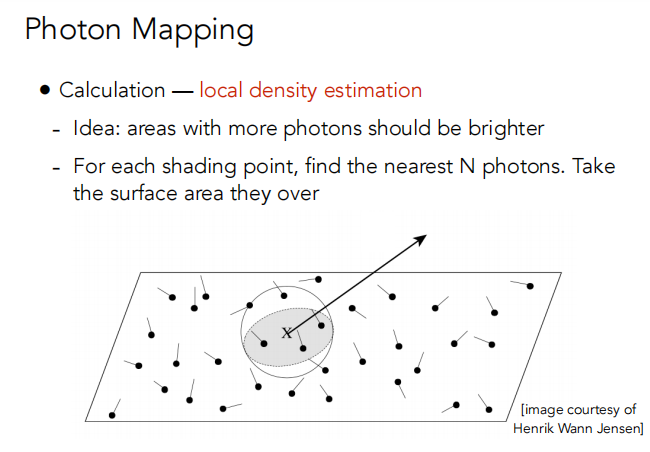 Photon Mapping
● Calculation — local density estimation
- Idea: areas with more photons should be brighter
- For each shading point, find the nearest N photons. Take
the surface area they over
X
[image courtesy of
Henrik Wann Jensen]